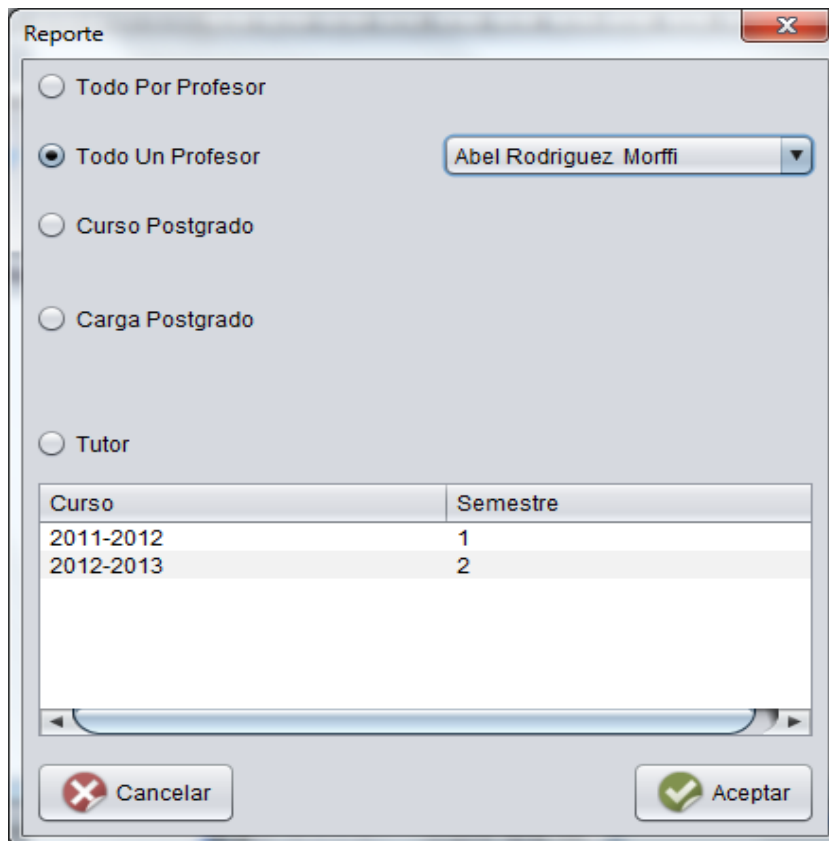 Reporte
Todo Por Profesor
Todo Un Profesor Abel Rodriguez Morffi
Curso Postgrado
Carga Postgrado
Tutor
Curso Semestre
2011-2012 1
2012-2013 2
Cancelar Aceptar